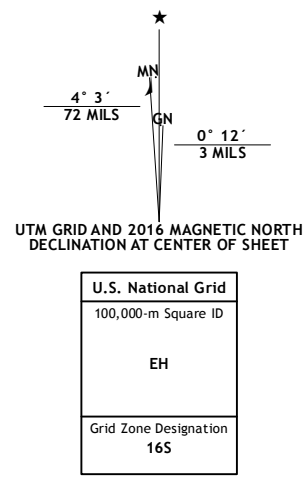 ★
MN
4° 3´
72 MILS
GN
0° 12´
3 MILS
UTM GRID AND 2016 MAGNETIC NORTH
DECLINATION AT CENTER OF SHEET
U.S. National Grid
100,000-m Square ID
EH
Grid Zone Designation
16S